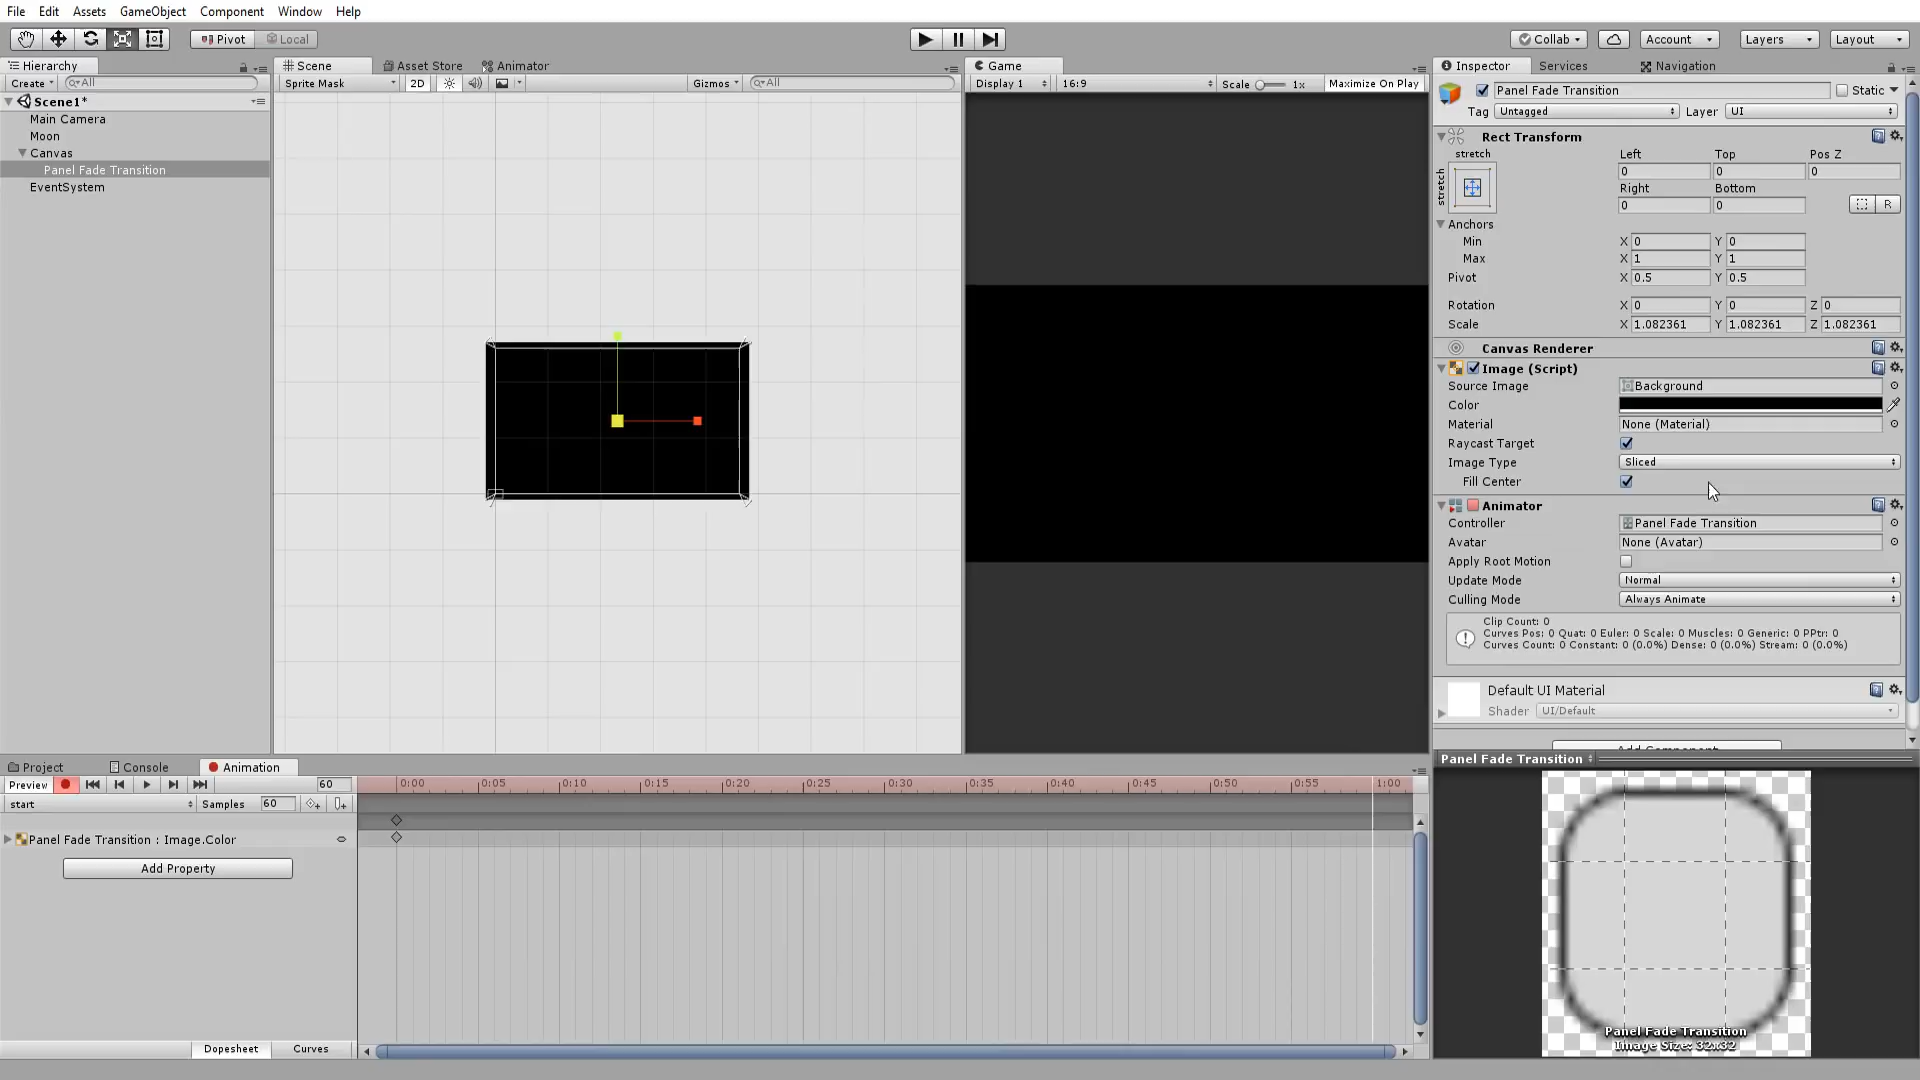 File Edit Assets GameObject Component Window Help
Pivot Local Collab Account Layers Layout
Hierarchy Scene Asset Store Animator Game Inspector Services Navigation
Create All Sprite Mask 2D Gizmos All Display 1 16:9 Scale 1x Maximize On Play
Panel Fade Transition Static
Tag Untagged Layer UI
Scene1*
Main Camera
Moon
Canvas
Panel Fade Transition
EventSystem
Rect Transform
stretch
stretch
Left Top Pos Z
0 0 0
Right Bottom
0 0 R
Anchors
Min X 0 Y 0
Max X 1 Y 1
Pivot X 0.5 Y 0.5
Rotation X 0 Y 0 Z 0
Scale X 1.082361 Y 1.082361 Z 1.082361
Canvas Renderer
Image (Script)
Source Image Background
Color
Material None (Material)
Raycast Target
Image Type Sliced
Fill Center
Animator
Controller Panel Fade Transition
Avatar None (Avatar)
Apply Root Motion
Update Mode Normal
Culling Mode Always Animate
Clip Count: 0
Curves Pos: 0 Quat: 0 Euler: 0 Scale: 0 Muscles: 0 Generic: 0 PPtr: 0
Curves Count: 0 Constant: 0 (0.0%) Dense: 0 (0.0%) Stream: 0 (0.0%)
Default UI Material
Shader UI/Default
Add Component
Project Console Animation
Preview 60 0:00 0:05 0:10 0:15 0:20 0:25 0:30 0:35 0:40 0:45 0:50 0:55 1:00
start Samples 60
Panel Fade Transition : Image.Color
Add Property
Dopesheet Curves
Panel Fade Transition
Panel Fade Transition
Image Size: 32x32